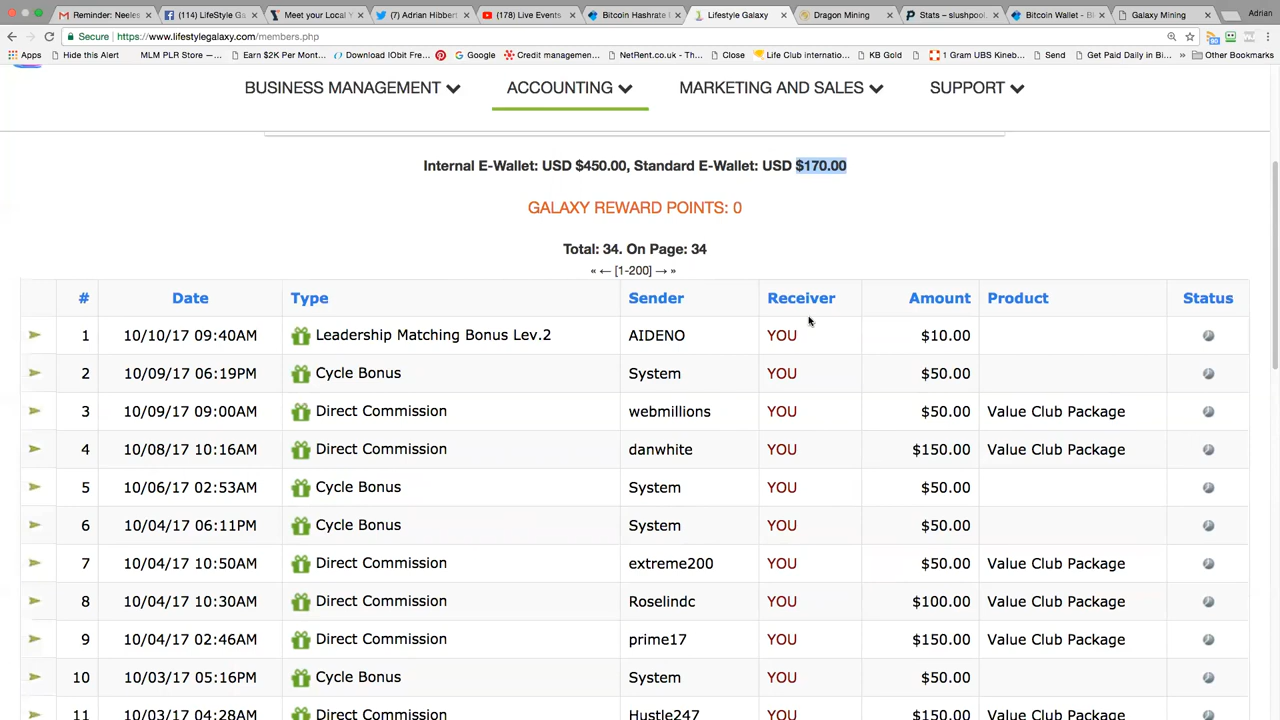 Reminder: Neeles
(114) LifeStyle Ga
Meet your Local Y
(7) Adrian Hibbert
(178) Live Events
Bitcoin Hashrate
Lifestyle Galaxy
Dragon Mining
Stats – slushpool.
Bitcoin Wallet - Bi
Galaxy Mining
Adrian
Secure
https://www.lifestylegalaxy.com/members.php
Apps
Hide this Alert
MLM PLR Store —...
Earn $2K Per Mont...
Download IObit Fre...
Google
Credit managemen...
NetRent.co.uk - Th...
Close
Life Club internatio...
KB Gold
1 Gram UBS Kineb...
Send
Get Paid Daily in Bi...
»
Other Bookmarks
BUSINESS MANAGEMENT
ACCOUNTING
MARKETING AND SALES
SUPPORT
Internal E-Wallet: USD $450.00, Standard E-Wallet: USD $170.00
GALAXY REWARD POINTS: 0
Total: 34. On Page: 34
« ← [1-200] → »
# Date Type Sender Receiver Amount Product Status
1 10/10/17 09:40AM Leadership Matching Bonus Lev.2 AIDENO YOU $10.00
2 10/09/17 06:19PM Cycle Bonus System YOU $50.00
3 10/09/17 09:00AM Direct Commission webmillions YOU $50.00 Value Club Package
4 10/08/17 10:16AM Direct Commission danwhite YOU $150.00 Value Club Package
5 10/06/17 02:53AM Cycle Bonus System YOU $50.00
6 10/04/17 06:11PM Cycle Bonus System YOU $50.00
7 10/04/17 10:50AM Direct Commission extreme200 YOU $50.00 Value Club Package
8 10/04/17 10:30AM Direct Commission Roselindc YOU $100.00 Value Club Package
9 10/04/17 02:46AM Direct Commission prime17 YOU $150.00 Value Club Package
10 10/03/17 05:16PM Cycle Bonus System YOU $50.00
11 10/03/17 04:28AM Direct Commission Hustle247 YOU $150.00 Value Club Package